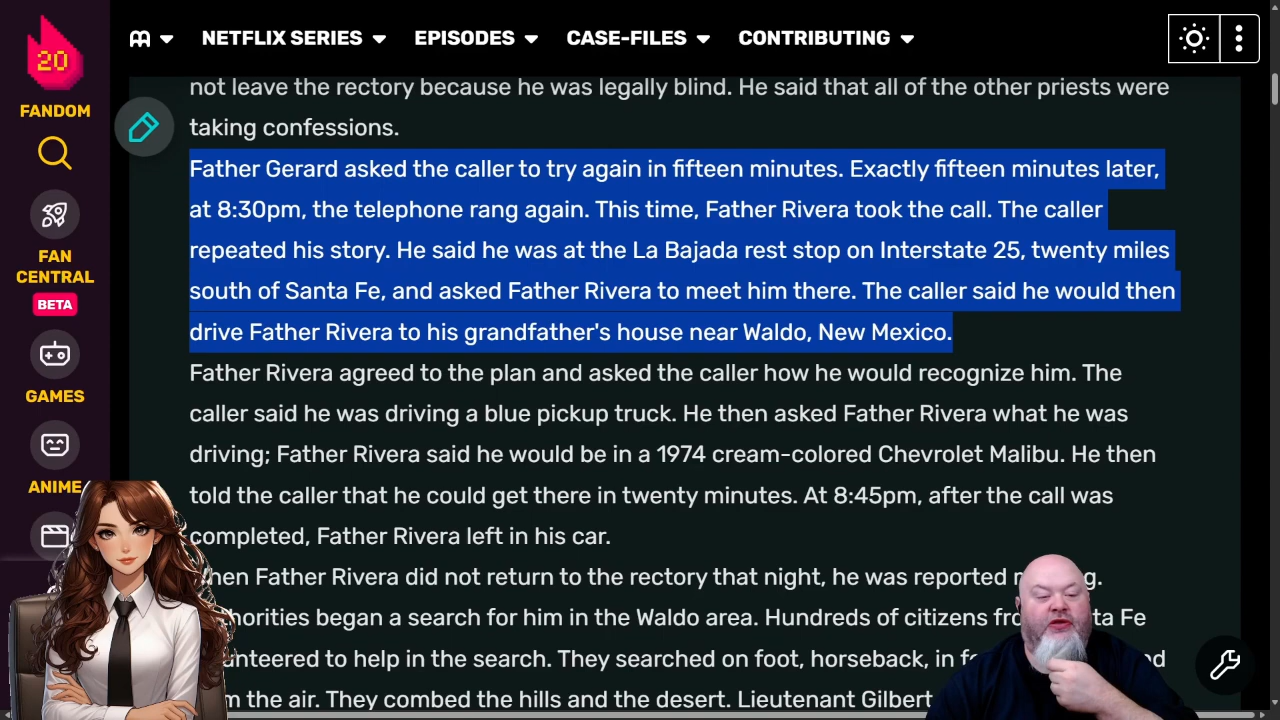 NETFLIX SERIES
EPISODES
CASE-FILES
CONTRIBUTING
20
FANDOM
FAN
CENTRAL
BETA
GAMES
ANIME
not leave the rectory because he was legally blind. He said that all of the other priests were
taking confessions.
Father Gerard asked the caller to try again in fifteen minutes. Exactly fifteen minutes later,
at 8:30pm, the telephone rang again. This time, Father Rivera took the call. The caller
repeated his story. He said he was at the La Bajada rest stop on Interstate 25, twenty miles
south of Santa Fe, and asked Father Rivera to meet him there. The caller said he would then
drive Father Rivera to his grandfather's house near Waldo, New Mexico.
Father Rivera agreed to the plan and asked the caller how he would recognize him. The
caller said he was driving a blue pickup truck. He then asked Father Rivera what he was
driving; Father Rivera said he would be in a 1974 cream-colored Chevrolet Malibu. He then
told the caller that he could get there in twenty minutes. At 8:45pm, after the call was
completed, Father Rivera left in his car.
Father Rivera did not return to the rectory that night, he was reported
began a search for him in the Waldo area. Hundreds of citizens
to help in the search. They searched on foot, horseback, in
the air. They combed the hills and the desert. Lieutenant Gilbert